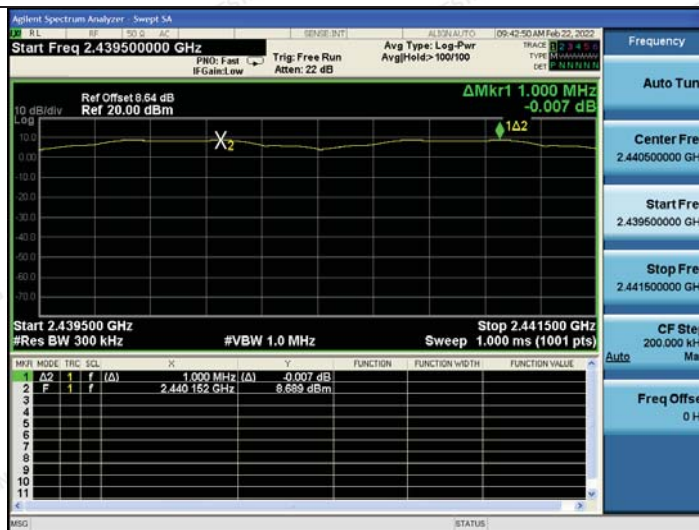 Agilent Spectrum Analyzer - Swept SA
RL RF 50 Ω AC SENSE:INT ALIGN AUTO 09:42:50 AM Feb 22, 2022
Start Freq 2.439500000 GHz
PNO: Fast
IFGain:Low
Trig: Free Run
Atten: 22 dB
Avg Type: Log-Pwr
Avg|Hold:>100/100
TRACE 1 2 3 4 5 6
TYPE
DET P N N N N N
Frequency
Auto Tun
Center Fre
2.440500000 GH
Start Fre
2.439500000 GH
Stop Fre
2.441500000 GH
CF Ste
200.000 kH
Auto Ma
Freq Offse
0 H
ΔMkr1 1.000 MHz
-0.007 dB
Ref Offset 8.64 dB
10 dB/div Ref 20.00 dBm
Log
10.0
0.00
-10.0
-20.0
-30.0
-40.0
-50.0
-60.0
-70.0
X2
1Δ2
Start 2.439500 GHz Stop 2.441500 GHz
#Res BW 300 kHz #VBW 1.0 MHz Sweep 1.000 ms (1001 pts)
MKR MODE TRC SCL X Y FUNCTION FUNCTION WIDTH FUNCTION VALUE
1 Δ2 1 f (Δ) 1.000 MHz (Δ) -0.007 dB
2 F 1 f 2.440 152 GHz 8.689 dBm
3
4
5
6
7
8
9
10
11
MSG STATUS